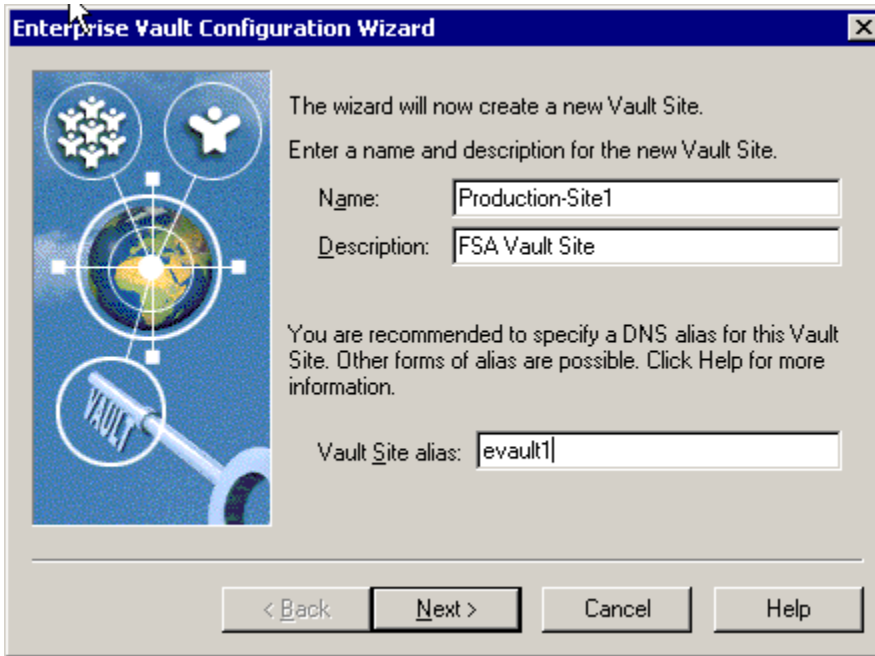 Enterprise Vault Configuration Wizard
The wizard will now create a new Vault Site.
Enter a name and description for the new Vault Site.
Name: Production-Site1
Description: FSA Vault Site
You are recommended to specify a DNS alias for this Vault
Site. Other forms of alias are possible. Click Help for more
information.
VAULT
Vault Site alias: evault1
< Back Next > Cancel Help